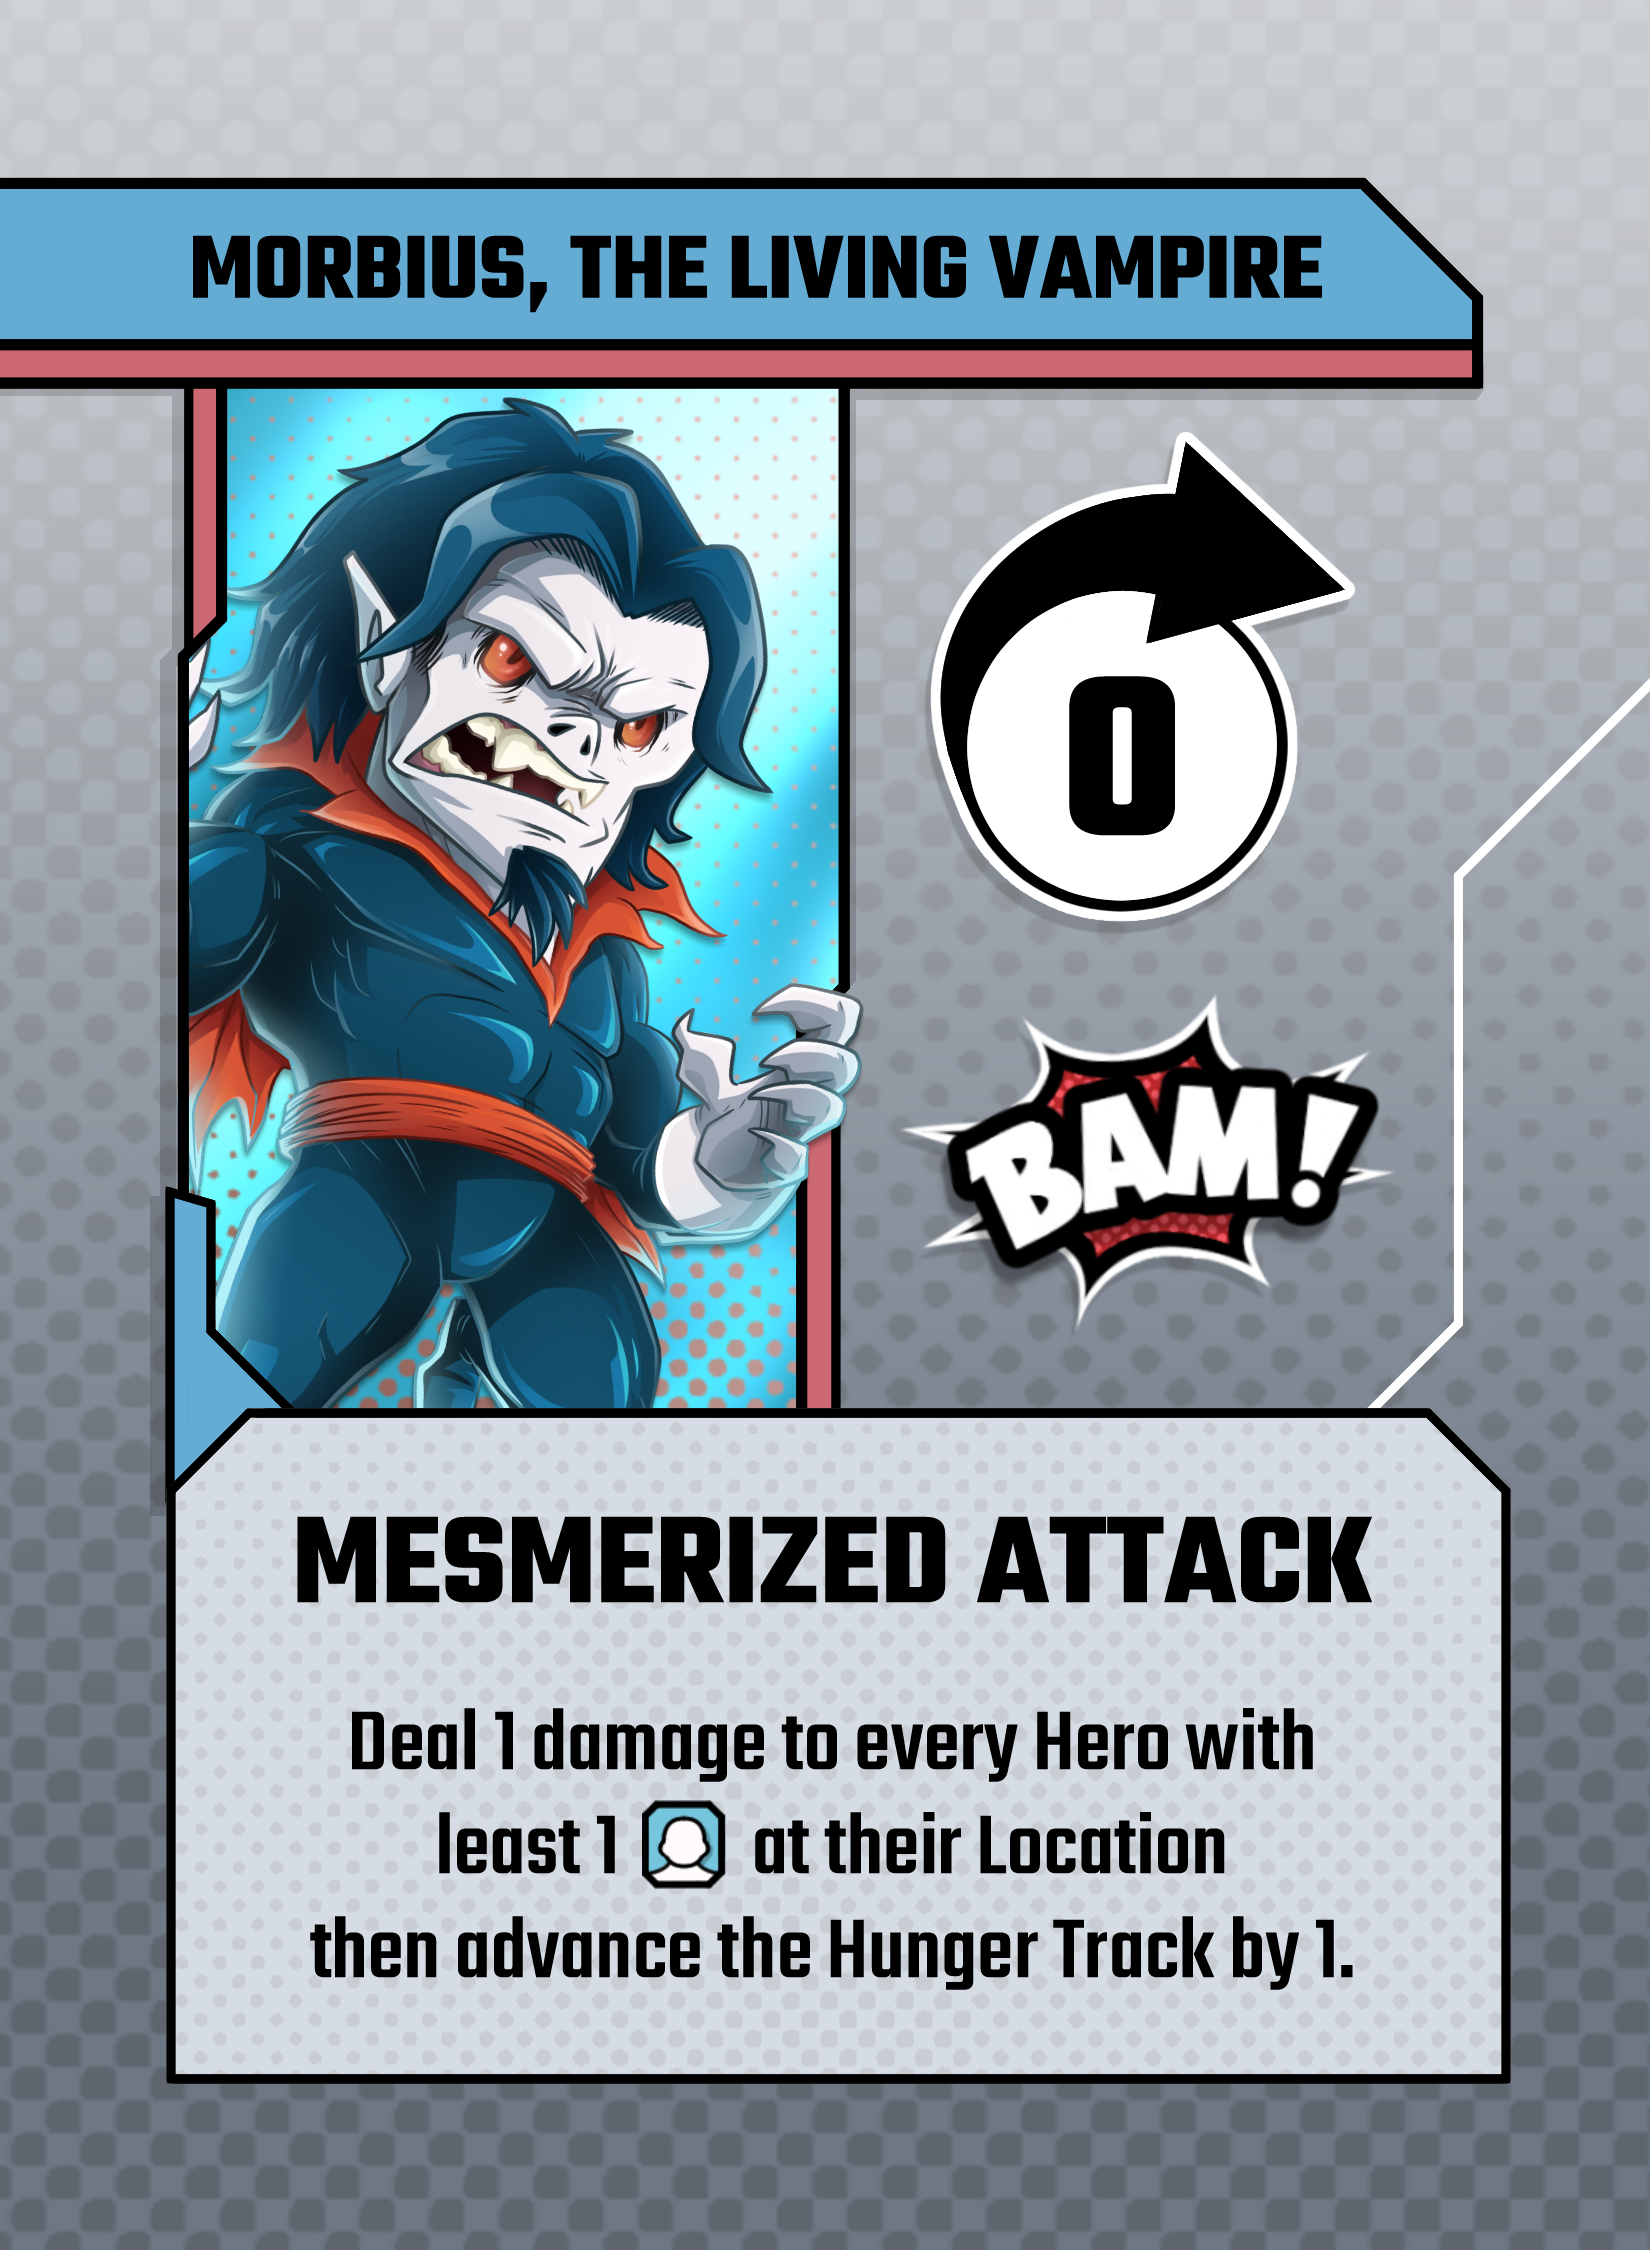 MORBIUS, THE LIVING VAMPIRE
0
BAM!
MESMERIZED ATTACK
Deal 1 damage to every Hero with
least 1 at their Location
then advance the Hunger Track by 1.